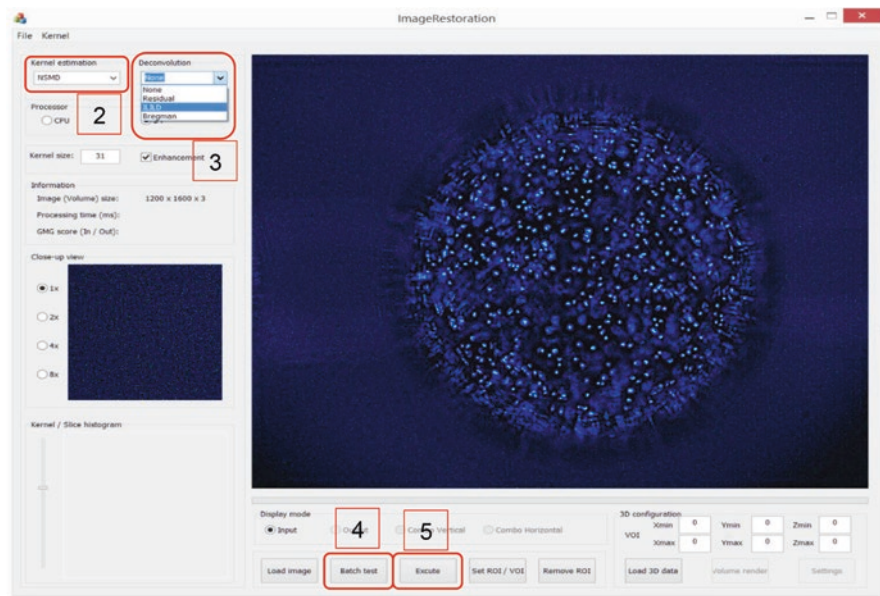 ImageRestoration
File Kernel
Kernel estimation
NSMD
Deconvolution
None
None
Residual
Bregman
Processor
CPU
2
3
Kernel size: 31
Enhancement
Information
Image (Volume) size: 1200 x 1600 x 3
Processing time (ms):
GMG score (In / Out):
Close-up view
1x
2x
4x
8x
Kernel / Slice histogram
Display mode
Input
Combo Vertical
Combo Horizontal
4
5
3D configuration
VOI
Xmin 0 Ymin 0 Zmin 0
Xmax 0 Ymax 0 Zmax 0
Load image
Batch test
Excute
Set ROI / VOI
Remove ROI
Load 3D data
Volume render
Settings